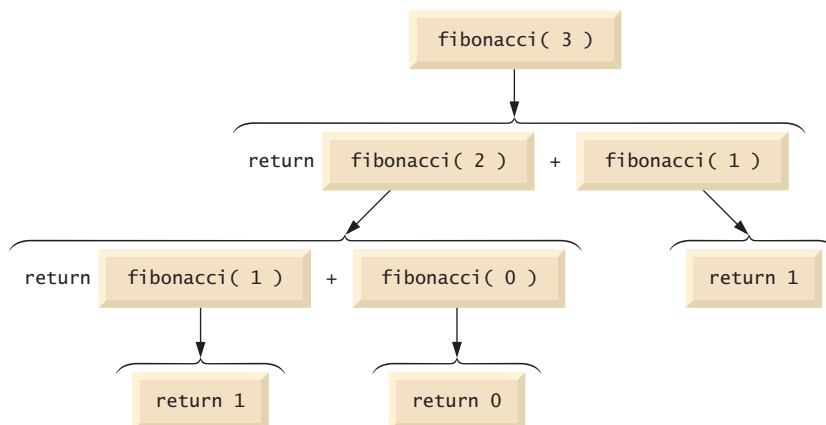 fibonacci( 3 )
return fibonacci( 2 ) + fibonacci( 1 )
return fibonacci( 1 ) + fibonacci( 0 ) return 1
return 1 return 0